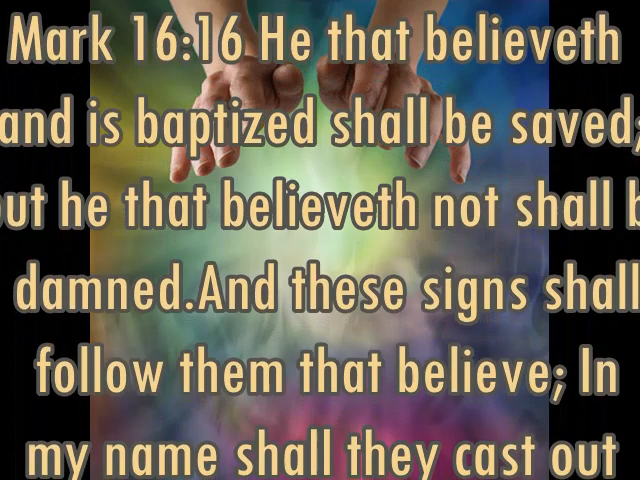 Mark 16:16 He that believeth
and is baptized shall be saved;
but he that believeth not shall b
damned.And these signs shall
follow them that believe; In
my name shall they cast out